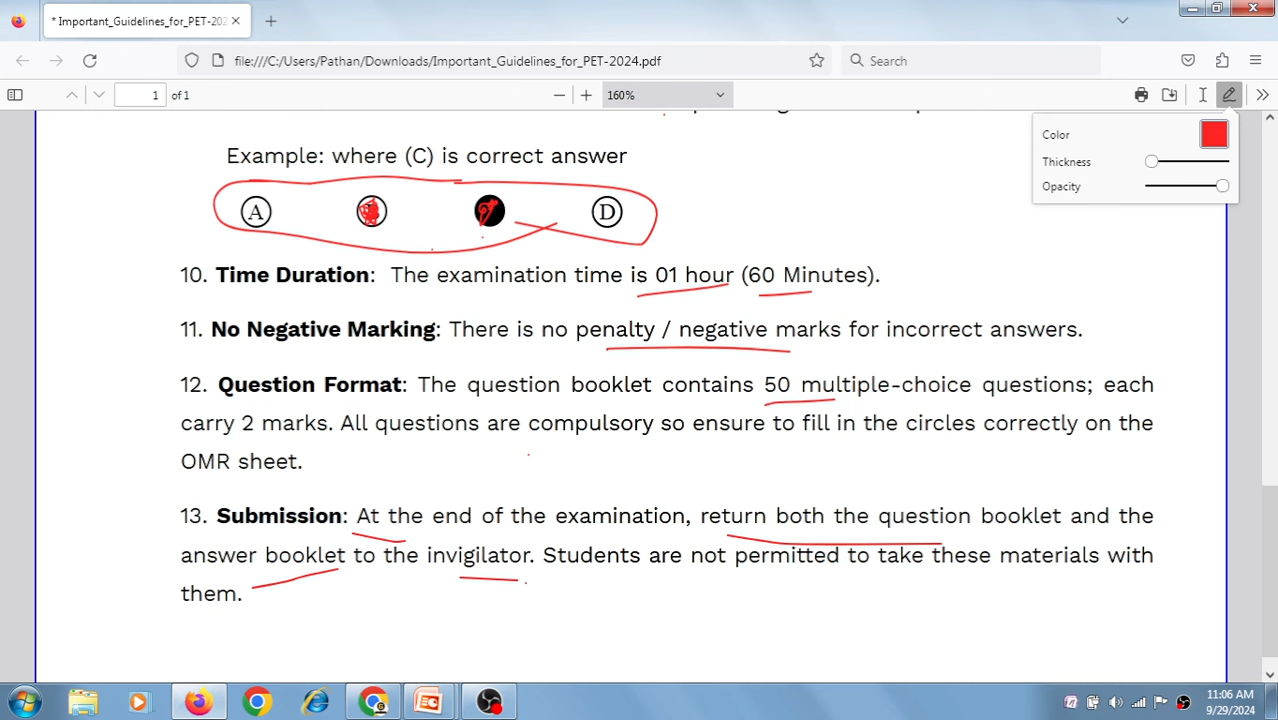 *Important_Guidelines_for_PET-202
file:///C:/Users/Pathan/Downloads/Important_Guidelines_for_PET-2024.pdf
Search
1 of 1
160%
Color
Thickness
Opacity
Example: where (C) is correct answer
A D
10. Time Duration: The examination time is 01 hour (60 Minutes).
11. No Negative Marking: There is no penalty / negative marks for incorrect answers.
12. Question Format: The question booklet contains 50 multiple-choice questions; each
carry 2 marks. All questions are compulsory so ensure to fill in the circles correctly on the
OMR sheet.
13. Submission: At the end of the examination, return both the question booklet and the
answer booklet to the invigilator. Students are not permitted to take these materials with
them.
11:06 AM
9/29/2024